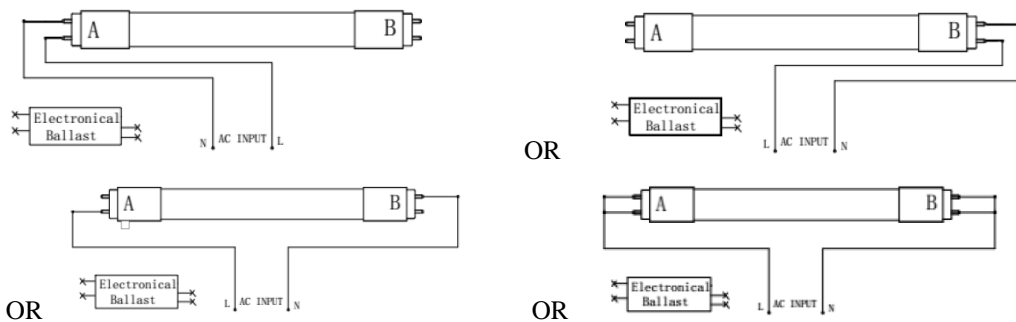 A B
Electronical
Ballast
N AC INPUT L
OR
A B
Electronical
Ballast
L AC INPUT N
OR
A B
Electronical
Ballast
L AC INPUT N
OR
A B
Electronical
Ballast
L AC INPUT N